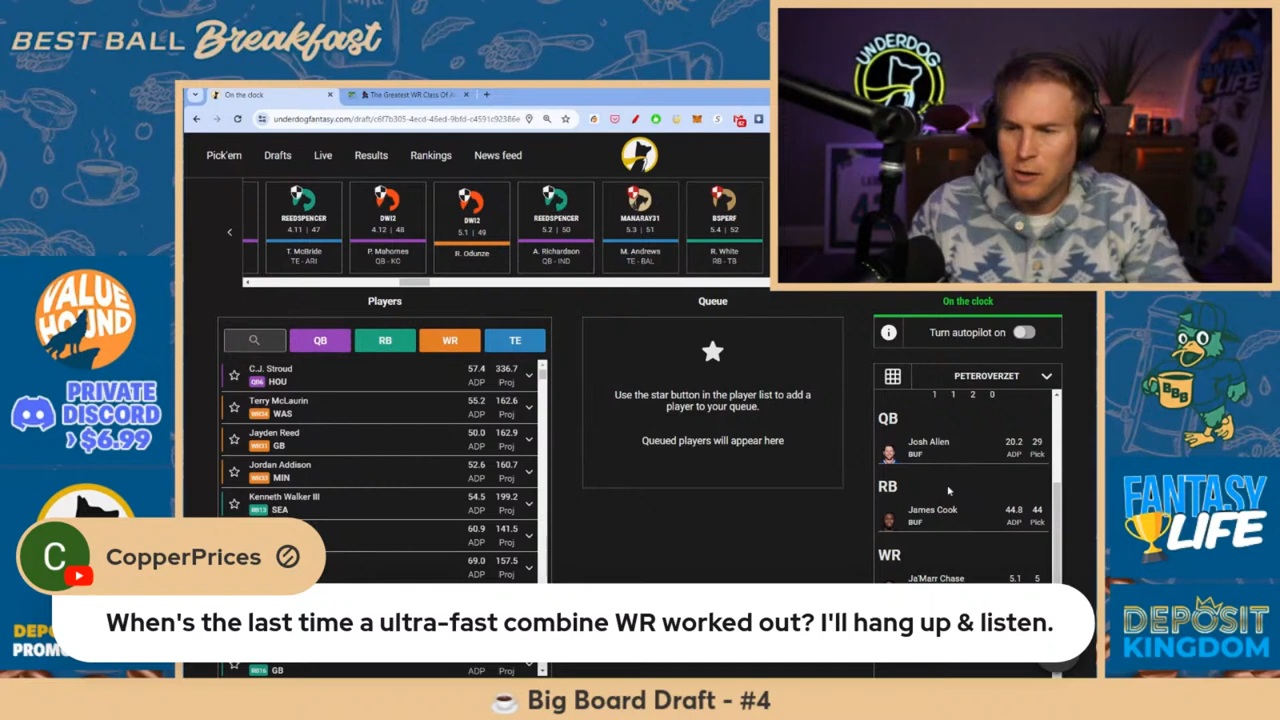 BEST BALL Breakfast
UNDERDOG
On the clock
The Greatest WR Class Of A
underdogfantasy.com/draft/c6f7b305-4ecd-46ed-9bfd-c4591c92386e
Pick'em Drafts Live Results Rankings News feed
REEDSPENCER
4.11 | 47
T. McBride
TE - ARI
DWI2
4.12 | 48
P. Mahomes
QB - KC
DWI2
5.1 | 49
R. Odunze
REEDSPENCER
5.2 | 50
A. Richardson
QB - IND
MANARAY31
5.3 | 51
M. Andrews
TE - BAL
BSPERF
5.4 | 52
R. White
RB - TB
Players
QB RB WR TE
C.J. Stroud 57.4 336.7
QB6 HOU ADP Proj
Terry McLaurin 55.2 162.6
WAS ADP Proj
Jayden Reed 50.0 162.9
GB ADP Proj
Jordan Addison 52.6 160.7
MIN ADP Proj
Kenneth Walker III 54.5 199.2
RB13 SEA ADP Proj
60.9 141.5
ADP Proj
69.0 157.5
ADP Proj
RB16 GB ADP Proj
Queue
Use the star button in the player list to add a
player to your queue.
Queued players will appear here
On the clock
Turn autopilot on
PETEROVERZET
1 1 2 0
QB
Josh Allen 20.2 29
BUF ADP Pick
RB
James Cook 44.8 44
BUF ADP Pick
WR
Ja'Marr Chase 5.1 5
VALUE
HOUND
PRIVATE
DISCORD
> $6.99
DEPO
PROMO
BBB
FANTASY
LIFE
DEPOSIT
KINGDOM
C
CopperPrices
When's the last time a ultra-fast combine WR worked out? I'll hang up & listen.
Big Board Draft - #4